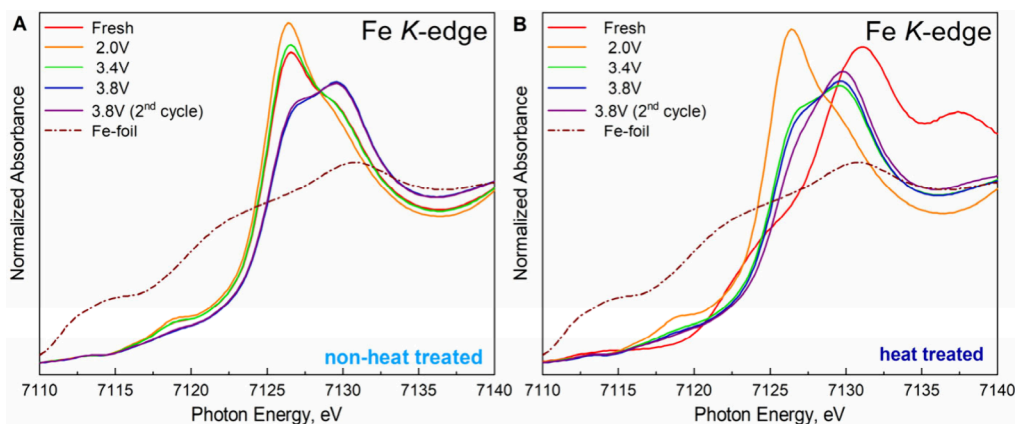 A
Fe K-edge
Fresh
2.0V
3.4V
3.8V
3.8V (2nd cycle)
Fe-foil
non-heat treated
Normalized Absorbance
7110 7115 7120 7125 7130 7135 7140
Photon Energy, eV
B
Fe K-edge
Fresh
2.0V
3.4V
3.8V
3.8V (2nd cycle)
Fe-foil
heat treated
Normalized Absorbance
7110 7115 7120 7125 7130 7135 7140
Photon Energy, eV